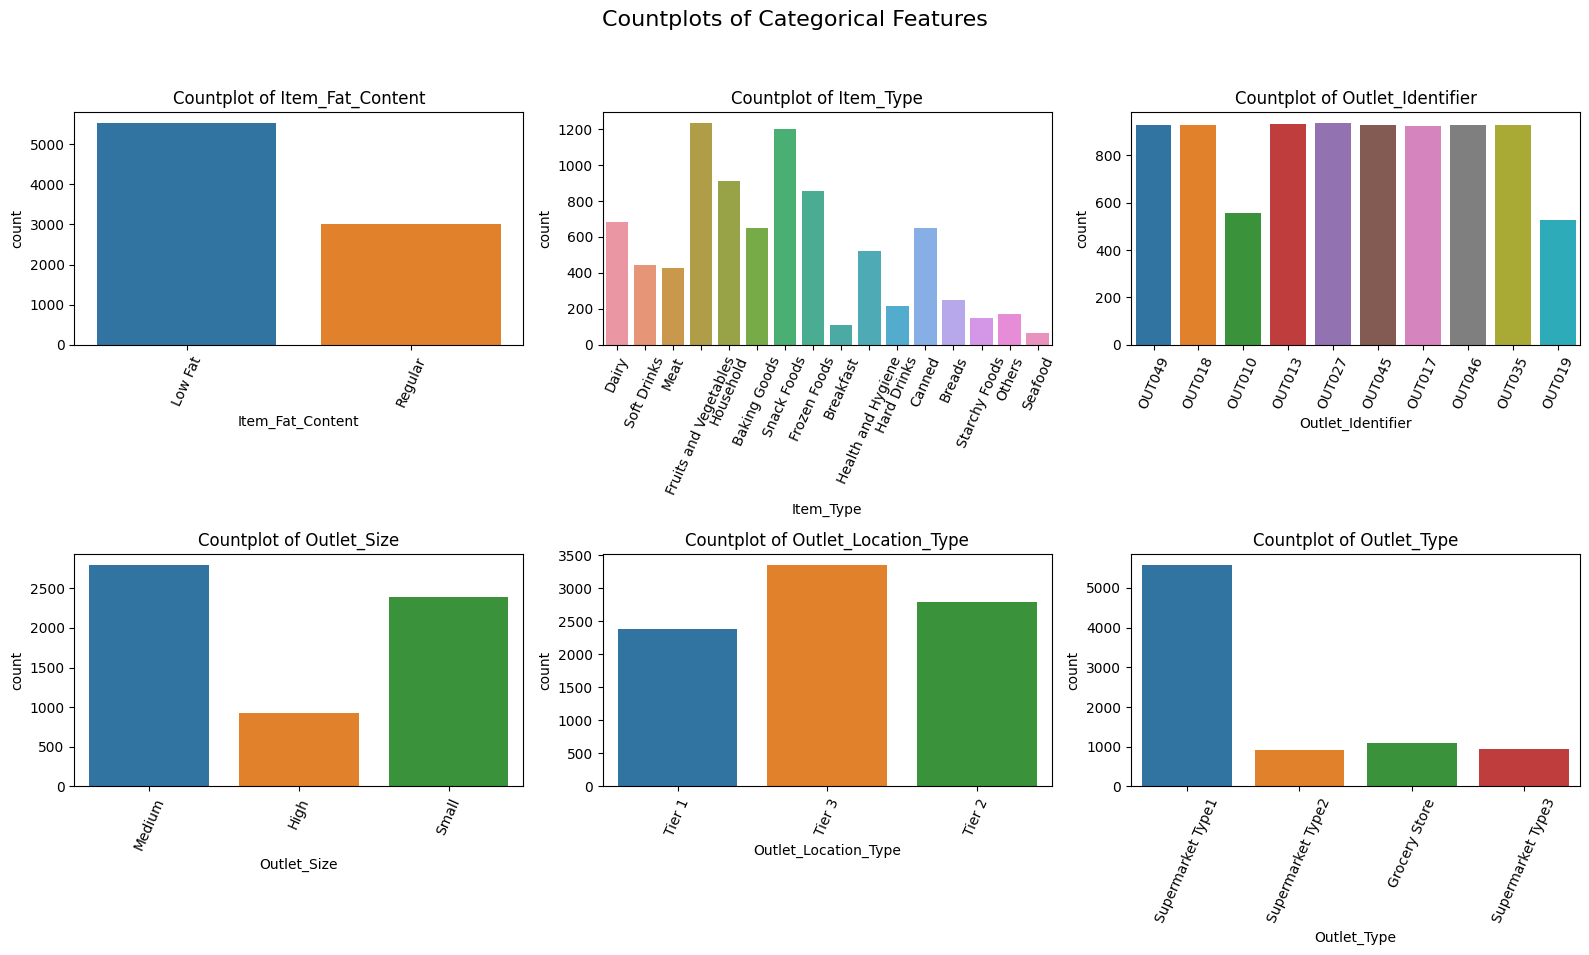 Countplots of Categorical Features
Countplot of Item_Fat_Content
count
5000
4000
3000
2000
1000
0
Low Fat
Regular
Item_Fat_Content
Countplot of Item_Type
count
1200
1000
800
600
400
200
0
Dairy
Soft Drinks
Meat
Fruits and Vegetables
Household
Baking Goods
Snack Foods
Frozen Foods
Breakfast
Health and Hygiene
Hard Drinks
Canned
Breads
Starchy Foods
Others
Seafood
Item_Type
Countplot of Outlet_Identifier
count
800
600
400
200
0
OUT049
OUT018
OUT010
OUT013
OUT027
OUT045
OUT017
OUT046
OUT035
OUT019
Outlet_Identifier
Countplot of Outlet_Size
count
2500
2000
1500
1000
500
0
Medium
High
Small
Outlet_Size
Countplot of Outlet_Location_Type
count
3500
3000
2500
2000
1500
1000
500
0
Tier 1
Tier 3
Tier 2
Outlet_Location_Type
Countplot of Outlet_Type
count
5000
4000
3000
2000
1000
0
Supermarket Type1
Supermarket Type2
Grocery Store
Supermarket Type3
Outlet_Type